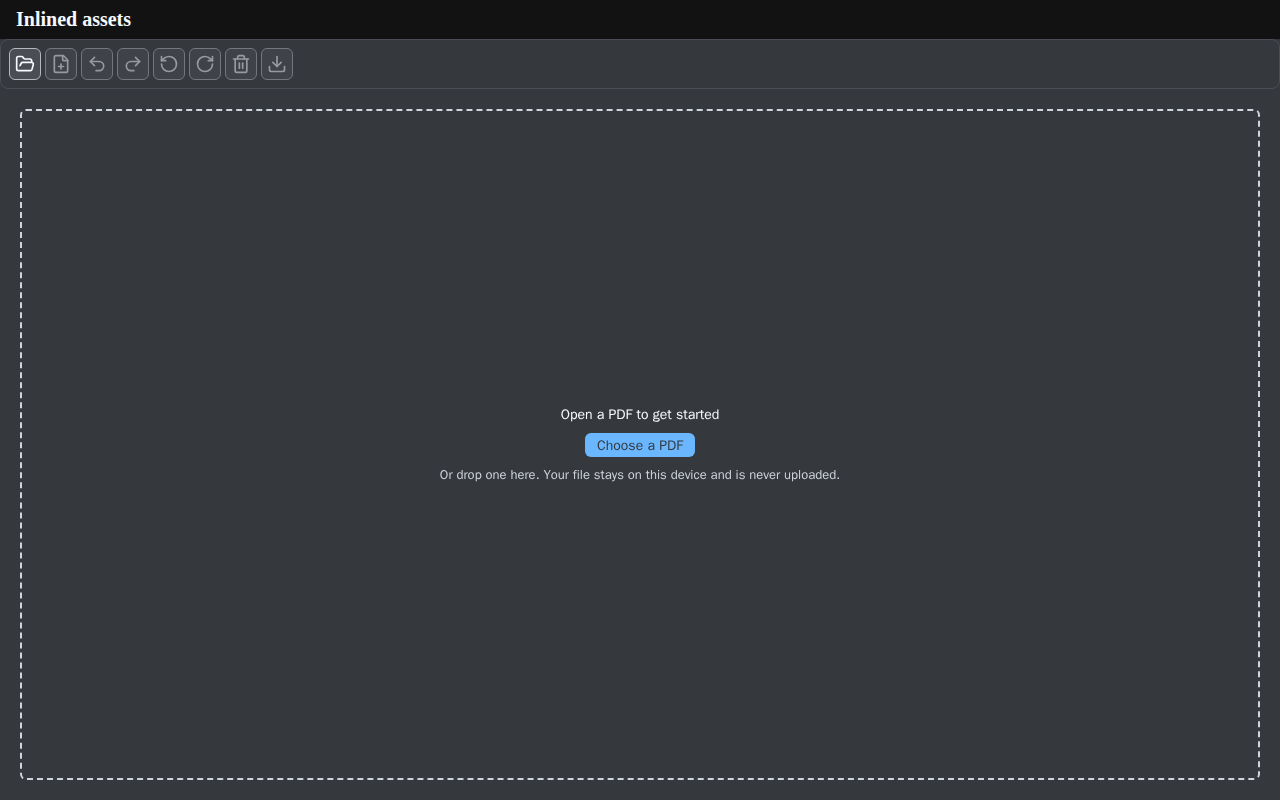 Inlined assets
Open a PDF to get started
Choose a PDF
Or drop one here. Your file stays on this device and is never uploaded.